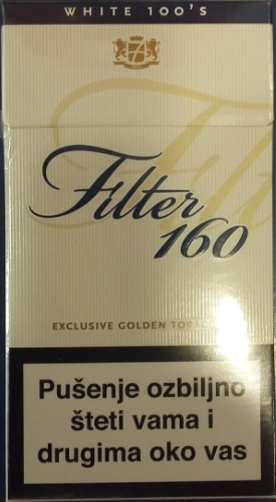 WHITE 100'S
Filter
160
EXCLUSIVE GOLDEN
Pušenje ozbiljno
šteti vama i
drugima oko vas